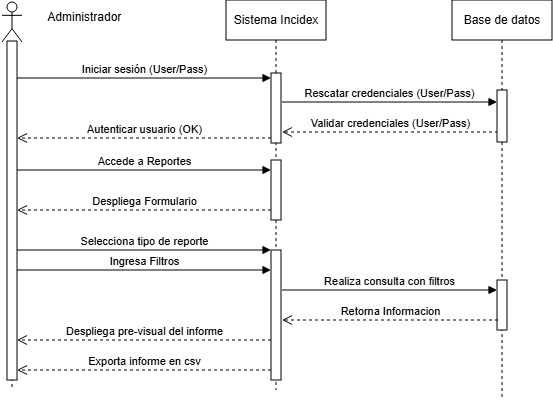 Administrador
Sistema Incidex
Base de datos
Iniciar sesión (User/Pass)
Rescatar credenciales (User/Pass)
Validar credenciales (User/Pass)
Autenticar usuario (OK)
Accede a Reportes
Despliega Formulario
Selecciona tipo de reporte
Ingresa Filtros
Realiza consulta con filtros
Retorna Informacion
Despliega pre-visual del informe
Exporta informe en csv